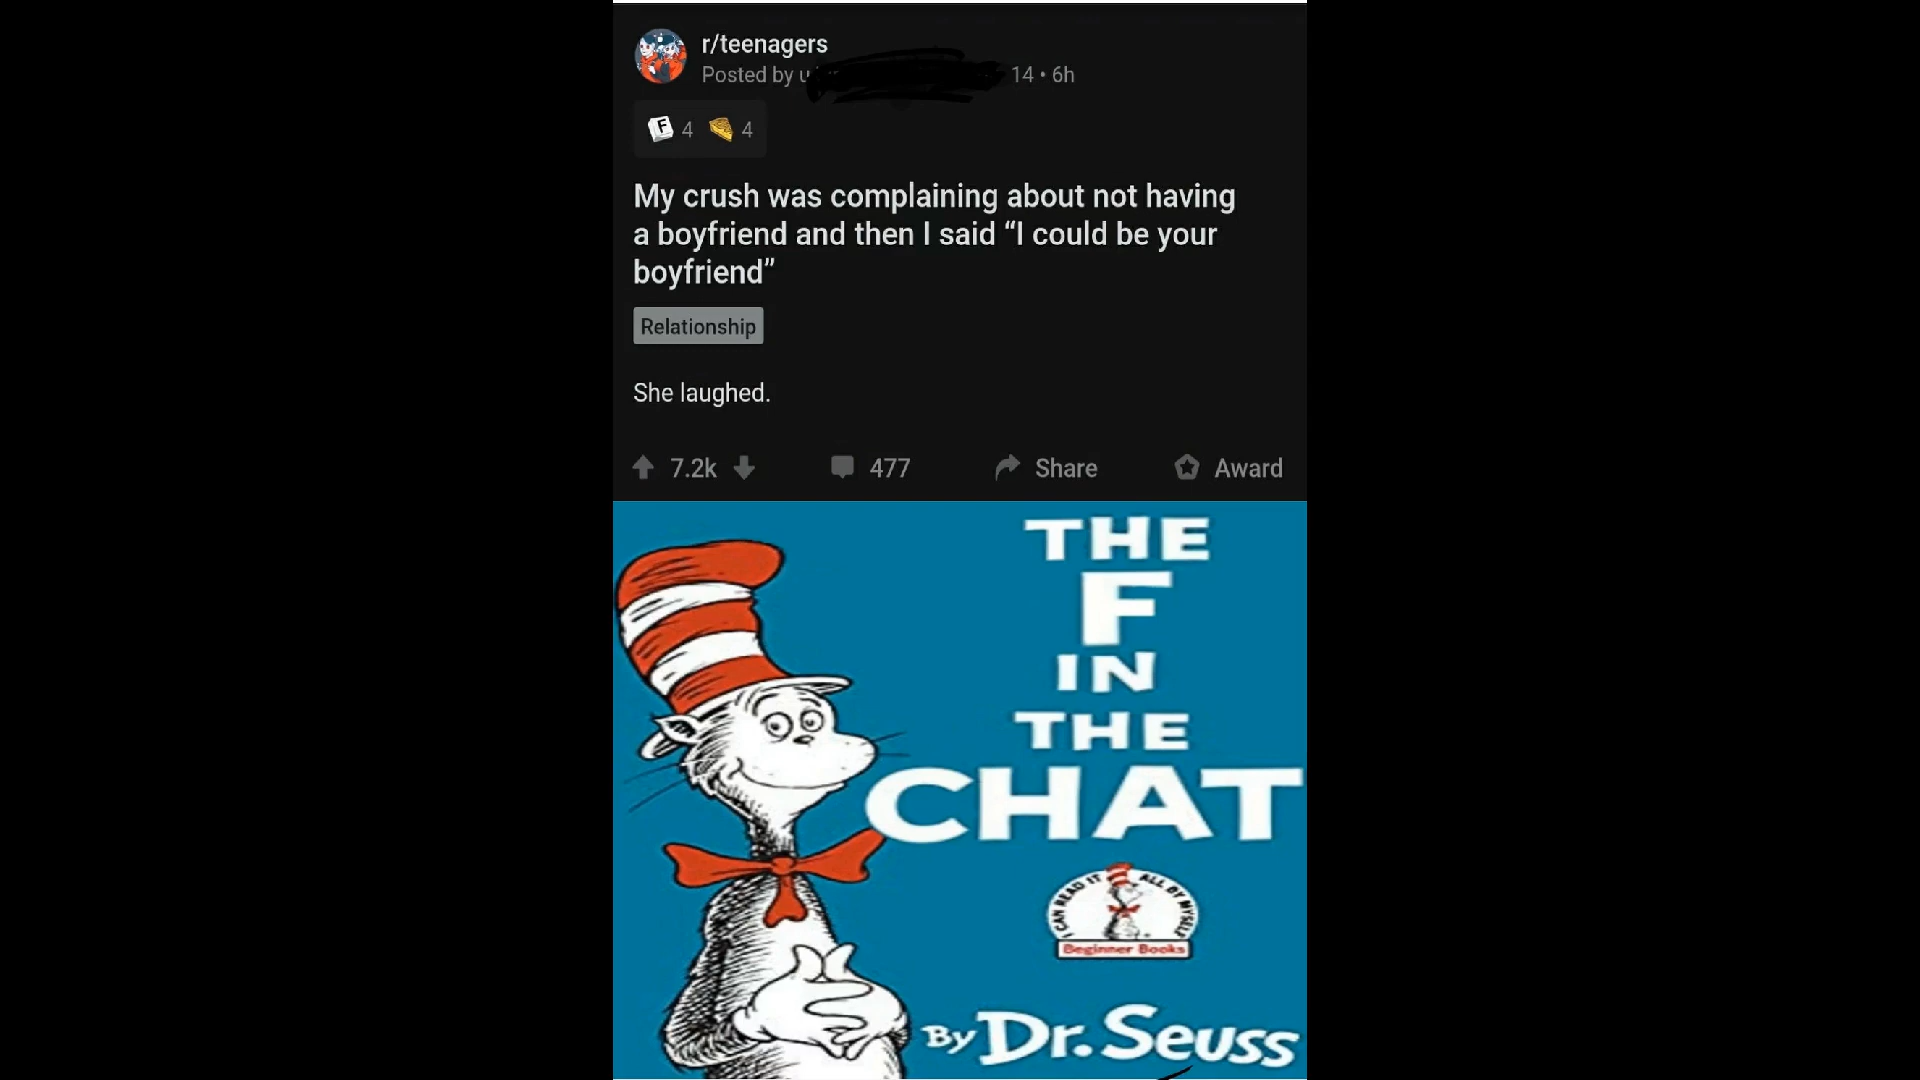 r/teenagers
Posted by u 14 • 6h
F 4 4
My crush was complaining about not having
a boyfriend and then I said “I could be your
boyfriend”
Relationship
She laughed.
7.2k 477 Share Award
THE
F
IN
THE
CHAT
I CAN READ IT ALL BY MYSELF
Beginner Books
By Dr. Seuss